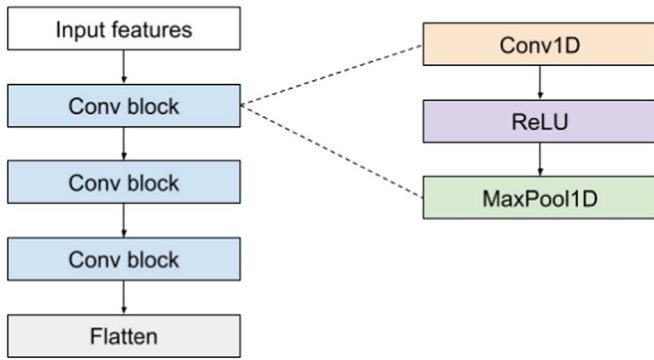 Input features
Conv block
Conv block
Conv block
Flatten
Conv1D
ReLU
MaxPool1D